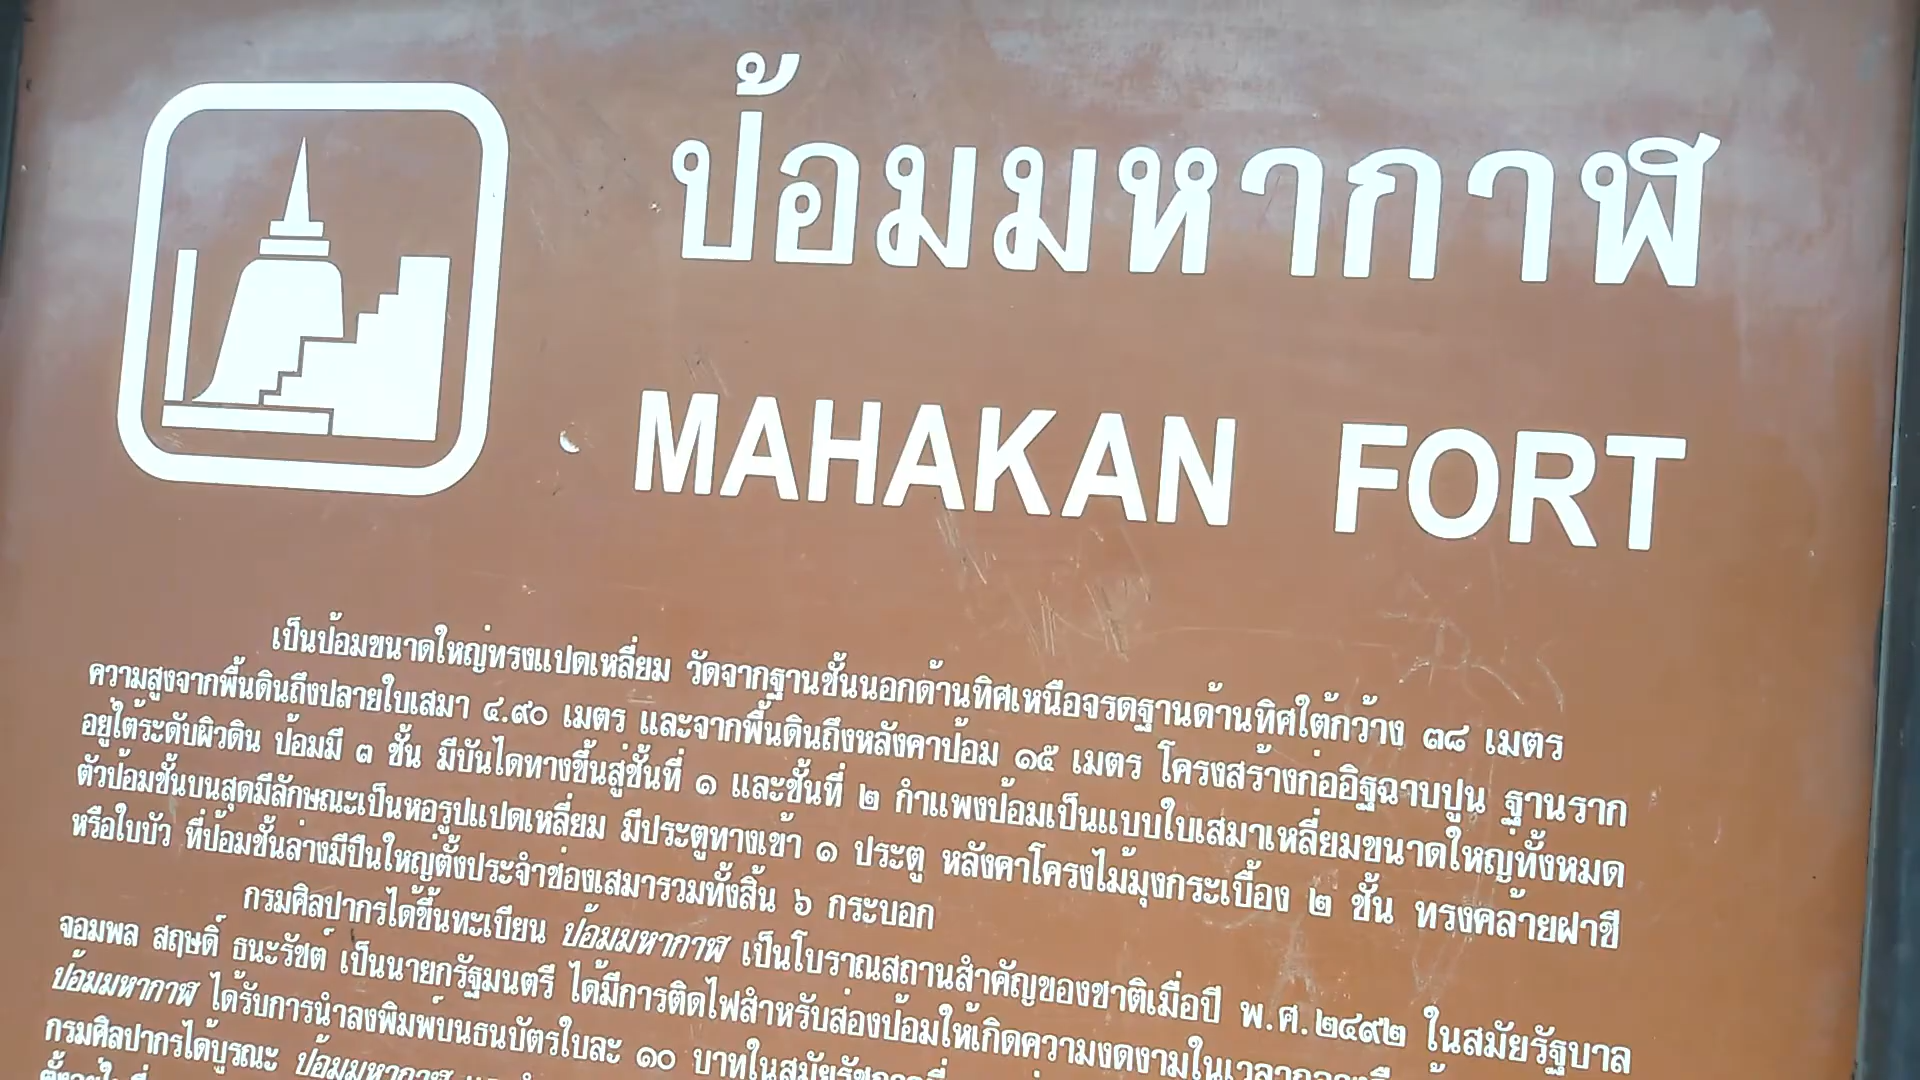 ป้อมมหากาฬ
MAHAKAN FORT
เป็นป้อมขนาดใหญ่ทรงแปดเหลี่ยม วัดจากฐานชั้นนอกด้านทิศเหนือจรดฐานด้านทิศใต้กว้าง ๓๘ เมตร
ความสูงจากพื้นดินถึงปลายใบเสมา ๔.๙๐ เมตร และจากพื้นดินถึงหลังคาป้อม ๑๕ เมตร โครงสร้างก่ออิฐฉาบปูน ฐานราก
อยู่ใต้ระดับผิวดิน ป้อมมี ๓ ชั้น มีบันไดทางขึ้นสู่ชั้นที่ ๑ และชั้นที่ ๒ กำแพงป้อมเป็นแบบใบเสมาเหลี่ยมขนาดใหญ่ทั้งหมด
ตัวป้อมชั้นบนสุดมีลักษณะเป็นหอรูปแปดเหลี่ยม มีประตูทางเข้า ๑ ประตู หลังคาโครงไม้มุงกระเบื้อง ๒ ชั้น ทรงคล้ายฝาชี
หรือใบบัว ที่ป้อมชั้นล่างมีปืนใหญ่ตั้งประจำช่องเสมารวมทั้งสิ้น ๖ กระบอก
กรมศิลปากรได้ขึ้นทะเบียน ป้อมมหากาฬ เป็นโบราณสถานสำคัญของชาติเมื่อปี พ.ศ.๒๔๙๒ ในสมัยรัฐบาล
จอมพล สฤษดิ์ ธนะรัชต์ เป็นนายกรัฐมนตรี ได้มีการติดไฟสำหรับส่องป้อมให้เกิดความงดงามในเวลา
ป้อมมหากาฬ ได้รับการนำลงพิมพ์บนธนบัตรใบละ ๑๐ บาทในสมัย
กรมศิลปากรได้บูรณะ ป้อมมหากาฬ